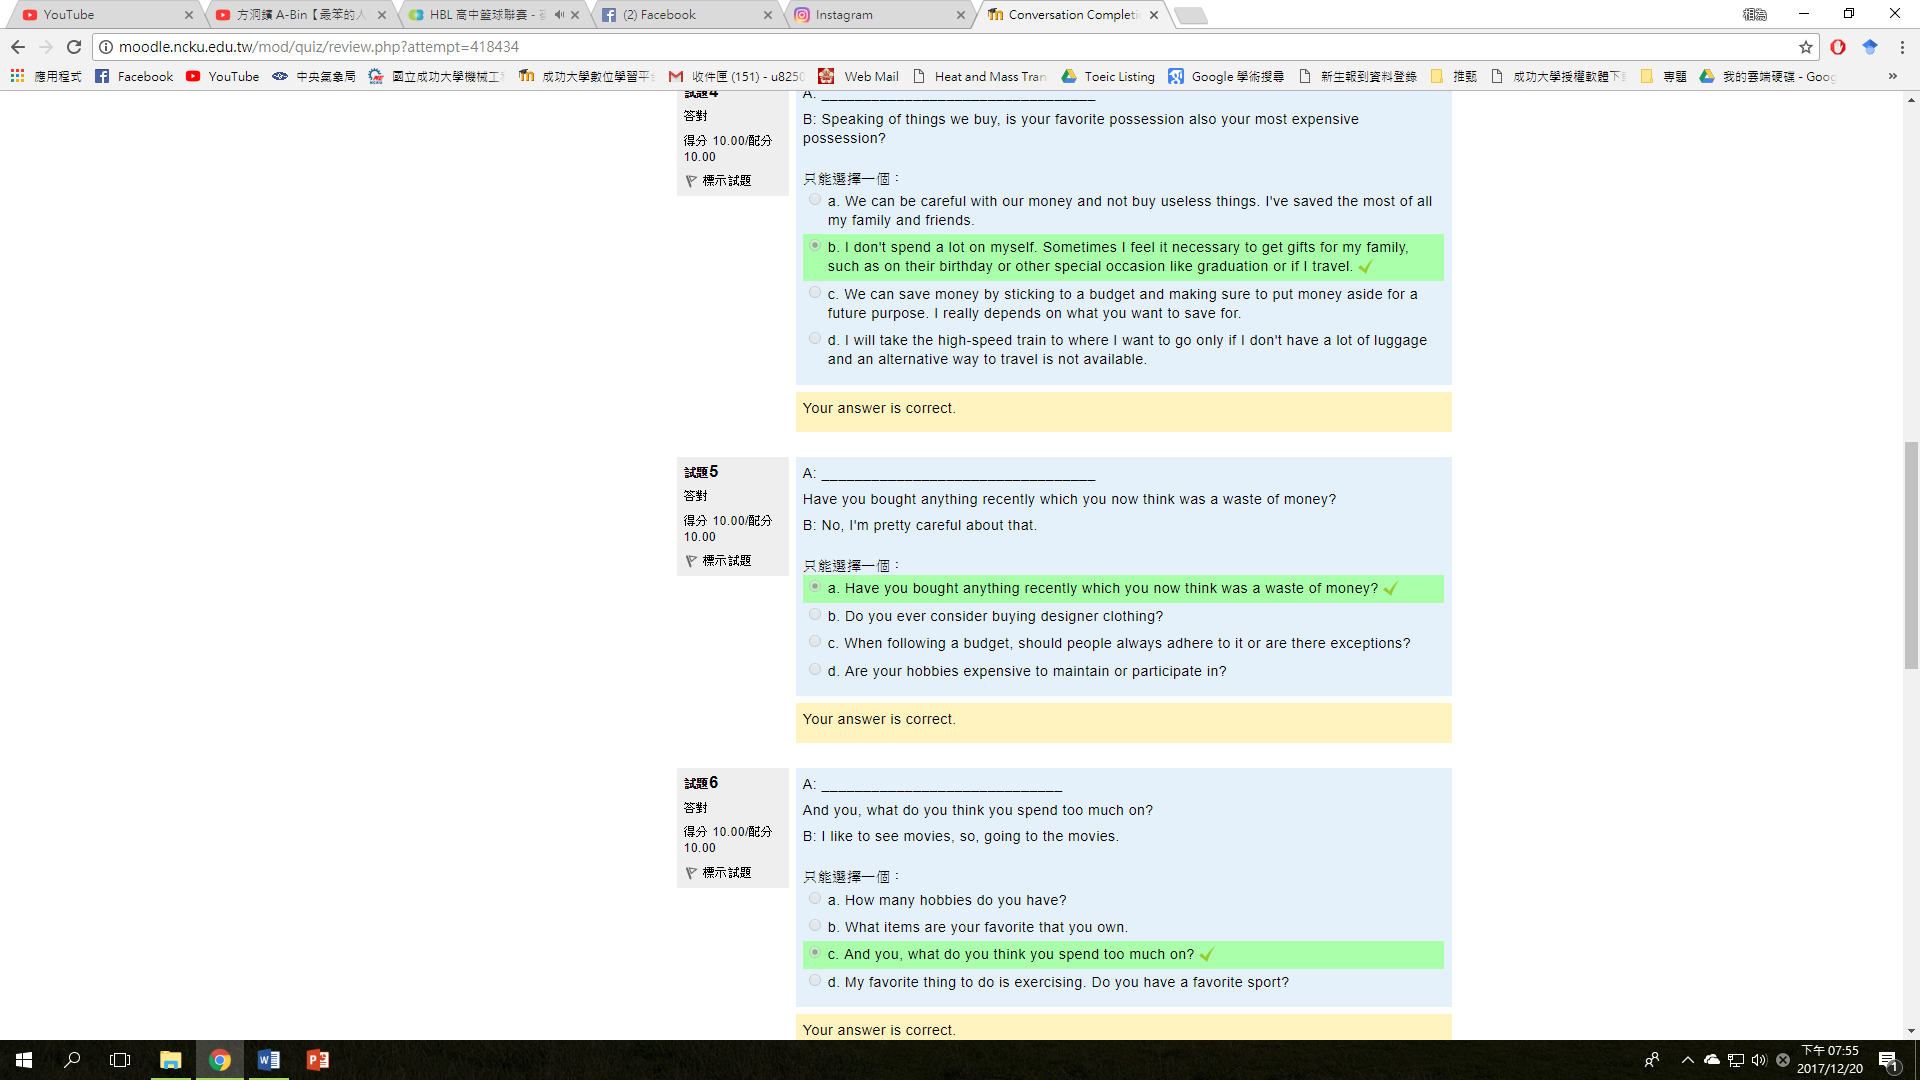 YouTube
方泂鑌 A-Bin【最笨的人
HBL 高中籃球聯賽 -
(2) Facebook
Instagram
Conversation Completi
moodle.ncku.edu.tw/mod/quiz/review.php?attempt=418434
應用程式
Facebook
YouTube
中央氣象局
國立成功大學機械工
成功大學數位學習平
收件匣 (151) - u825
Web Mail
Heat and Mass Tran
Toeic Listing
Google 學術搜尋
新生報到資料登錄
推甄
成功大學授權軟體下
專題
我的雲端硬碟 - Goog
試題4
答對
得分 10.00/配分
10.00
標示試題
A: _________________________________
B: Speaking of things we buy, is your favorite possession also your most expensive
possession?
只能選擇一個：
a. We can be careful with our money and not buy useless things. I've saved the most of all
my family and friends.
b. I don't spend a lot on myself. Sometimes I feel it necessary to get gifts for my family,
such as on their birthday or other special occasion like graduation or if I travel.
c. We can save money by sticking to a budget and making sure to put money aside for a
future purpose. I really depends on what you want to save for.
d. I will take the high-speed train to where I want to go only if I don't have a lot of luggage
and an alternative way to travel is not available.
Your answer is correct.
試題5
答對
得分 10.00/配分
10.00
標示試題
A: _________________________________
Have you bought anything recently which you now think was a waste of money?
B: No, I'm pretty careful about that.
只能選擇一個：
a. Have you bought anything recently which you now think was a waste of money?
b. Do you ever consider buying designer clothing?
c. When following a budget, should people always adhere to it or are there exceptions?
d. Are your hobbies expensive to maintain or participate in?
Your answer is correct.
試題6
答對
得分 10.00/配分
10.00
標示試題
A: _____________________________
And you, what do you think you spend too much on?
B: I like to see movies, so, going to the movies.
只能選擇一個：
a. How many hobbies do you have?
b. What items are your favorite that you own.
c. And you, what do you think you spend too much on?
d. My favorite thing to do is exercising. Do you have a favorite sport?
Your answer is correct.
下午 07:55
2017/12/20
1